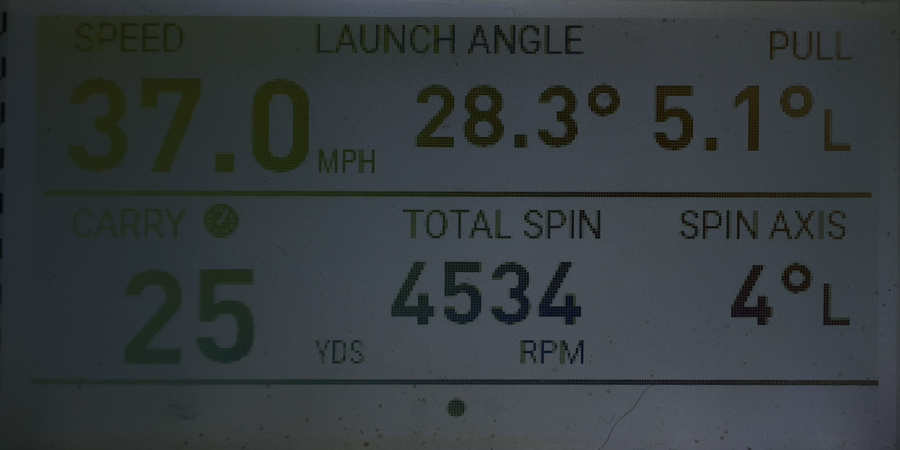 SPEED LAUNCH ANGLE PULL
37.0 MPH 28.3° 5.1° L
CARRY TOTAL SPIN SPIN AXIS
25 YDS 4534 RPM 4° L